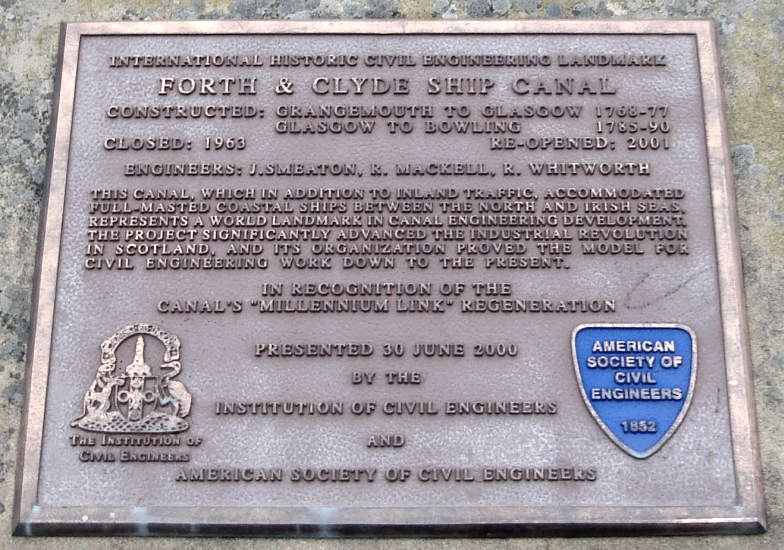 INTERNATIONAL HISTORIC CIVIL ENGINEERING LANDMARK
FORTH & CLYDE SHIP CANAL
CONSTRUCTED: GRANGEMOUTH TO GLASGOW 1768-77
GLASGOW TO BOWLING 1785-90
CLOSED: 1963 RE-OPENED: 2001
ENGINEERS: J.SMEATON, R. MACKELL, R. WHITWORTH
THIS CANAL, WHICH IN ADDITION TO INLAND TRAFFIC, ACCOMMODATED
FULL-MASTED COASTAL SHIPS BETWEEN THE NORTH AND IRISH SEAS,
REPRESENTS A WORLD LANDMARK IN CANAL ENGINEERING DEVELOPMENT.
THE PROJECT SIGNIFICANTLY ADVANCED THE INDUSTRIAL REVOLUTION
IN SCOTLAND, AND ITS ORGANIZATION PROVED THE MODEL FOR
CIVIL ENGINEERING WORK DOWN TO THE PRESENT.
IN RECOGNITION OF THE
CANAL'S "MILLENNIUM LINK" REGENERATION
PRESENTED 30 JUNE 2000
BY THE
INSTITUTION OF CIVIL ENGINEERS
AND
AMERICAN SOCIETY OF CIVIL ENGINEERS
THE INSTITUTION OF
CIVIL ENGINEERS
AMERICAN
SOCIETY OF
CIVIL
ENGINEERS
1852